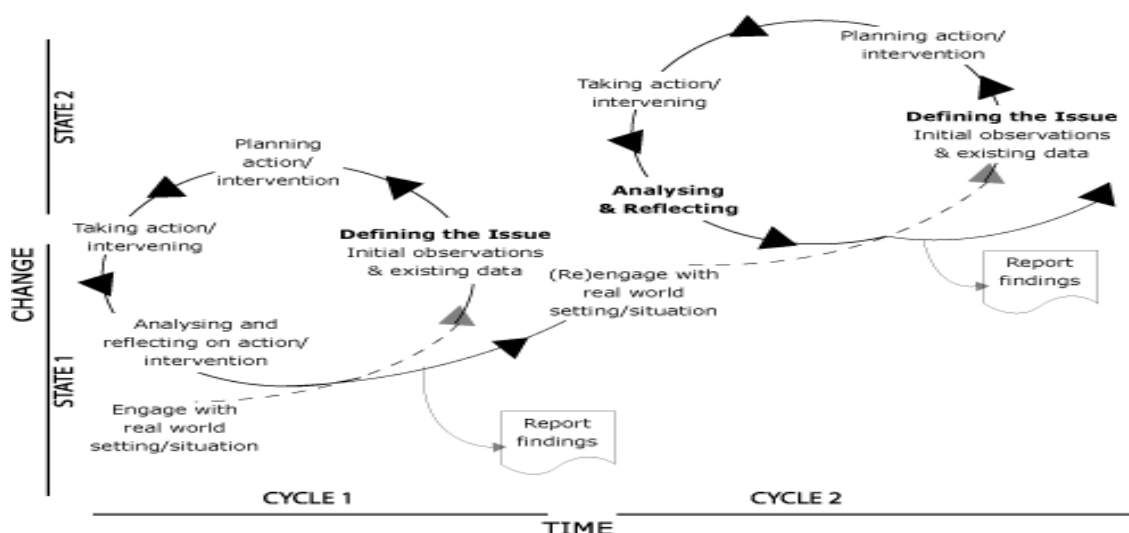 Planning action/
intervention
Taking action/
intervening
Defining the Issue
Initial observations
& existing data
Analysing
& Reflecting
(Re)engage with
real world
setting/situation
Report
findings
Planning
action/
intervention
Taking action/
intervening
Defining the Issue
Initial observations
& existing data
Analysing and
reflecting on action/
intervention
Engage with
real world
setting/situation
Report
findings
STATE 2
CHANGE
STATE 1
CYCLE 1
CYCLE 2
TIME